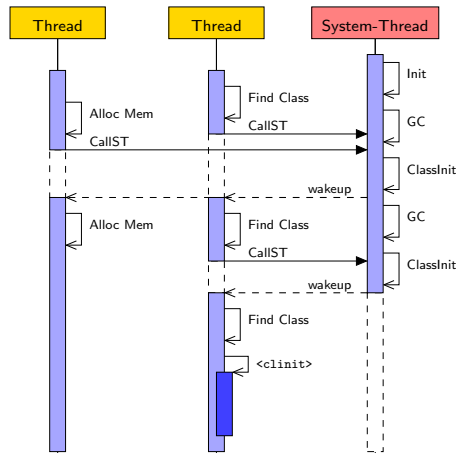 Thread Thread System-Thread
Init
Find Class
Alloc Mem
GC
CallST
CallST
ClassInit
wakeup
Alloc Mem Find Class GC
CallST
ClassInit
wakeup
Find Class
<clinit>